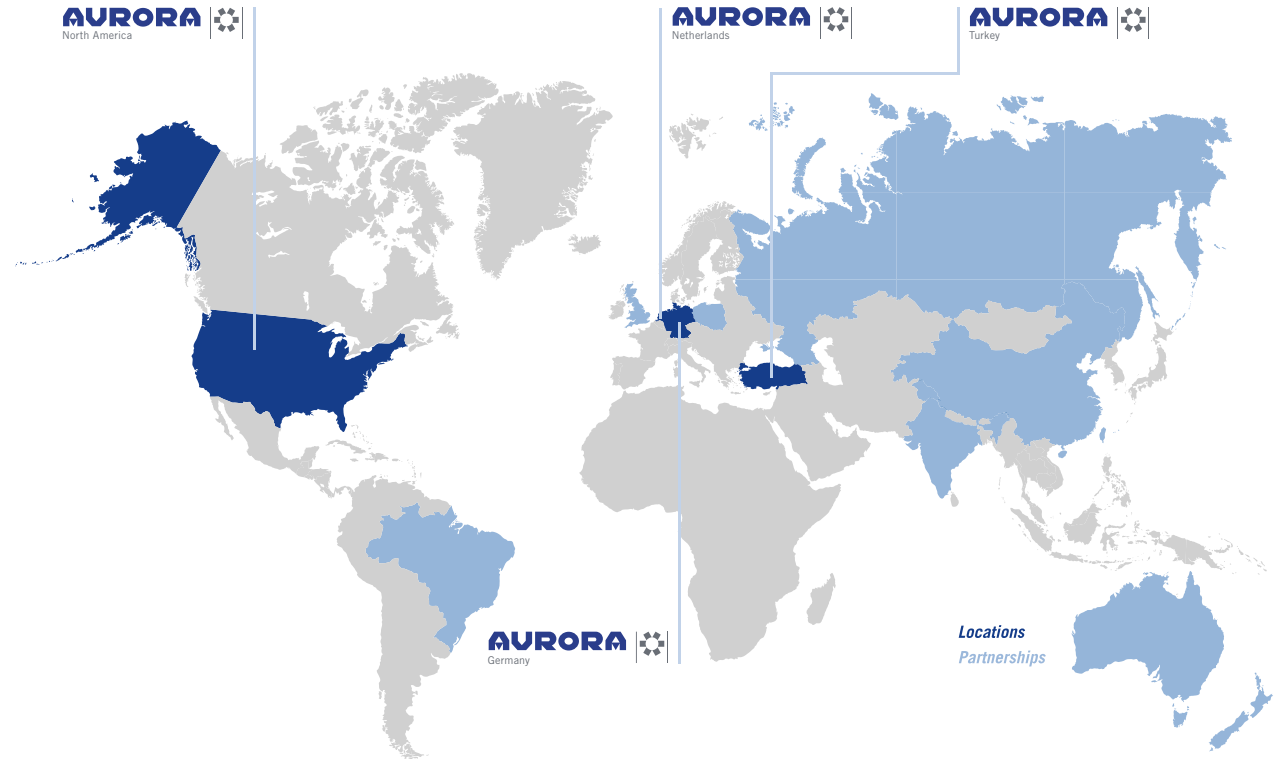 AURORA
North America
AURORA
Netherlands
AURORA
Turkey
AURORA
Germany
Locations
Partnerships